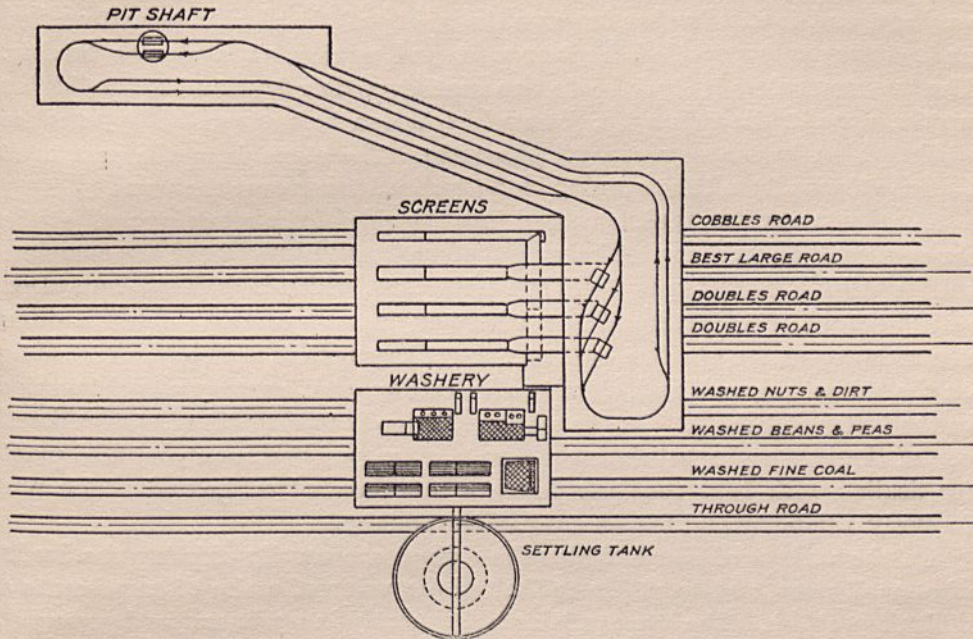 PIT SHAFT
SCREENS
COBBLES ROAD
BEST LARGE ROAD
DOUBLES ROAD
DOUBLES ROAD
WASHERY
WASHED NUTS & DIRT
WASHED BEANS & PEAS
WASHED FINE COAL
THROUGH ROAD
SETTLING TANK